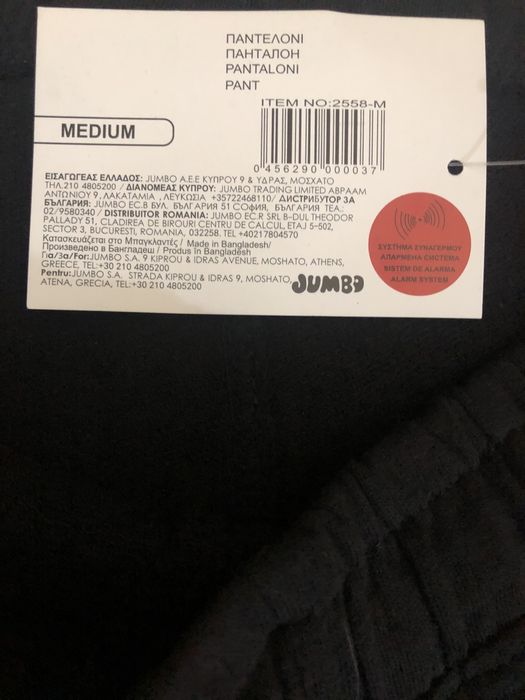 ΠΑΝΤΕΛΟΝΙ
ПАНТАЛОН
PANTALONI
PANT
ITEM NO:2558-M
MEDIUM
0 456290 000037
ΕΙΣΑΓΩΓΕΑΣ ΕΛΛΑΔΟΣ: JUMBO A.E.E ΚΥΠΡΟΥ 9 & ΥΔΡΑΣ, ΜΟΣΧΑΤΟ
ΤΗΛ.210 4805200 / ΔΙΑΝΟΜΕΑΣ ΚΥΠΡΟΥ: JUMBO TRADING LIMITED ΑΒΡΑΑΜ
ΑΝΤΩΝΙΟΥ 9, ΛΑΚΑΤΑΜΙΑ , ΛΕΥΚΩΣΙΑ +35722468110/ ДИСТРИБУТОР ЗА
БЪЛГАРИЯ: JUMBO EC.B БУЛ. БЪЛГАРИЯ 51 СОФИЯ, БЪЛГАРИЯ ТЕА.:
02/9580340 / DISTRIBUITOR ROMANIA: JUMBO EC.R SRL B-DUL THEODOR
PALLADY 51, CLADIREA DE BIROURI CENTRU DE CALCUL, ETAJ 5-502,
SECTOR 3, BUCURESTI, ROMANIA, 032258. TEL +40217804570
Κατασκευάζεται στο Μπαγκλαντές / Made in Bangladesh/
Произведено в Бангладеш / Produs in Bangladesh
Για/За/For:JUMBO S.A. 9 KIPROU & IDRAS AVENUE, MOSHATO, ATHENS,
GREECE, TEL:+30 210 4805200
Pentru:JUMBO S.A. STRADA KIPROU & IDRAS 9, MOSHATO,
ATENA, GRECIA, TEL:+30 210 4805200
JUMBO
ΣΥΣΤΗΜΑ ΣΥΝΑΓΕΡΜΟΥ
АЛАРМЕНА СИСТЕМА
SISTEM DE ALARMA
ALARM SYSTEM